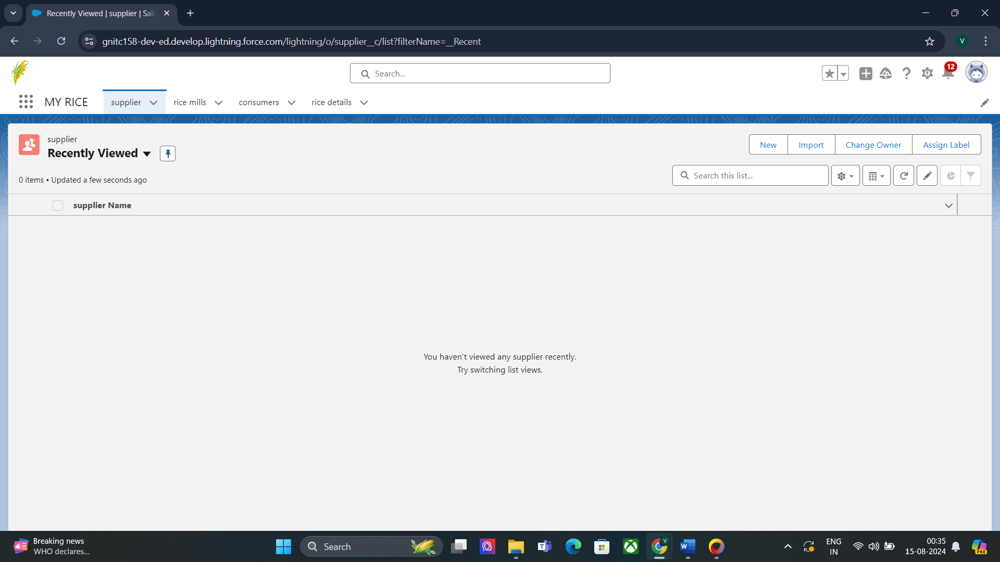 Recently Viewed | supplier | Sale
gnitc158-dev-ed.develop.lightning.force.com/lightning/o/supplier__c/list?filterName=__Recent
V
Search...
12
MY RICE
supplier
rice mills
consumers
rice details
supplier
Recently Viewed
New
Import
Change Owner
Assign Label
0 items • Updated a few seconds ago
Search this list...
supplier Name
You haven't viewed any supplier recently.
Try switching list views.
Breaking news
WHO declares...
Search
V
ENG
IN
00:35
15-08-2024
PRE